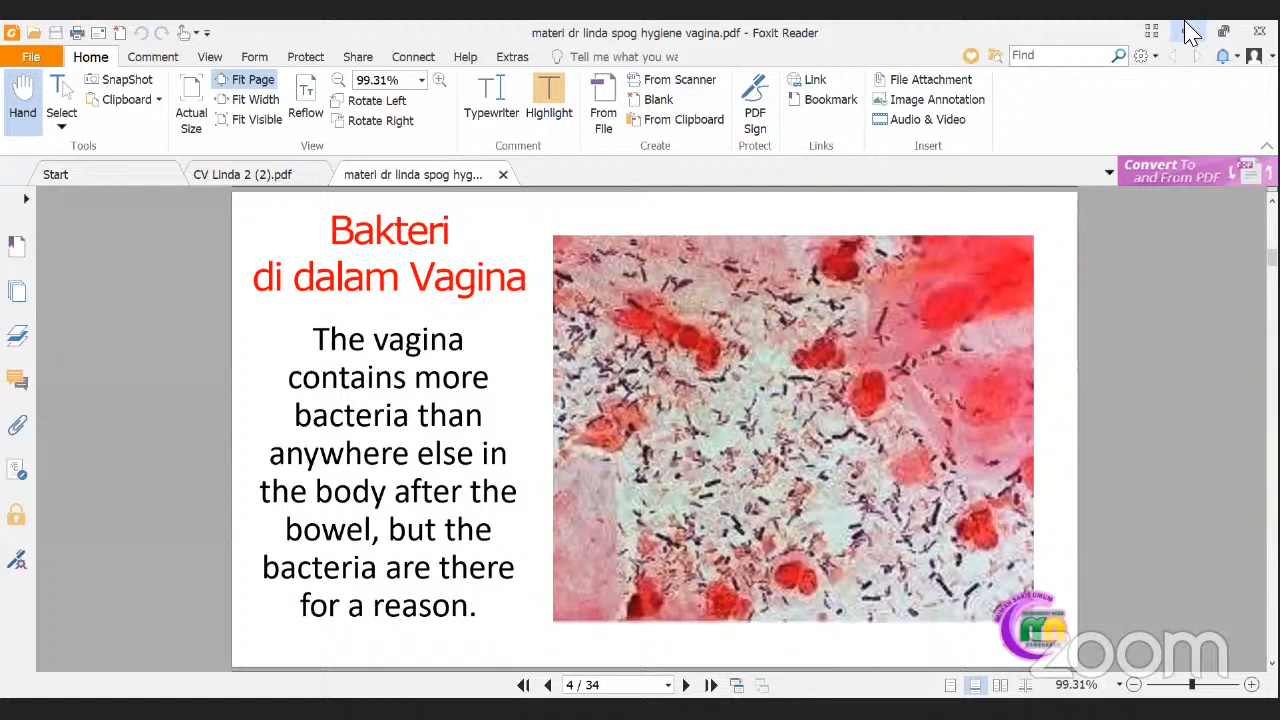 materi dr linda spog hygiene vagina.pdf - Foxit Reader
File Home Comment View Form Protect Share Connect Help Extras Tell me what you wa Find
Hand
Select
SnapShot
Clipboard
Actual Size
Fit Page
Fit Width
Fit Visible
Reflow
99.31%
Rotate Left
Rotate Right
Typewriter
Highlight
From File
From Scanner
Blank
From Clipboard
PDF Sign
Link
Bookmark
File Attachment
Image Annotation
Audio & Video
Tools View Comment Create Protect Links Insert
Start CV Linda 2 (2).pdf materi dr linda spog hyg...
Convert To
and From PDF
Bakteri
di dalam Vagina
The vagina
contains more
bacteria than
anywhere else in
the body after the
bowel, but the
bacteria are there
for a reason.
zoom
4 / 34 99.31%